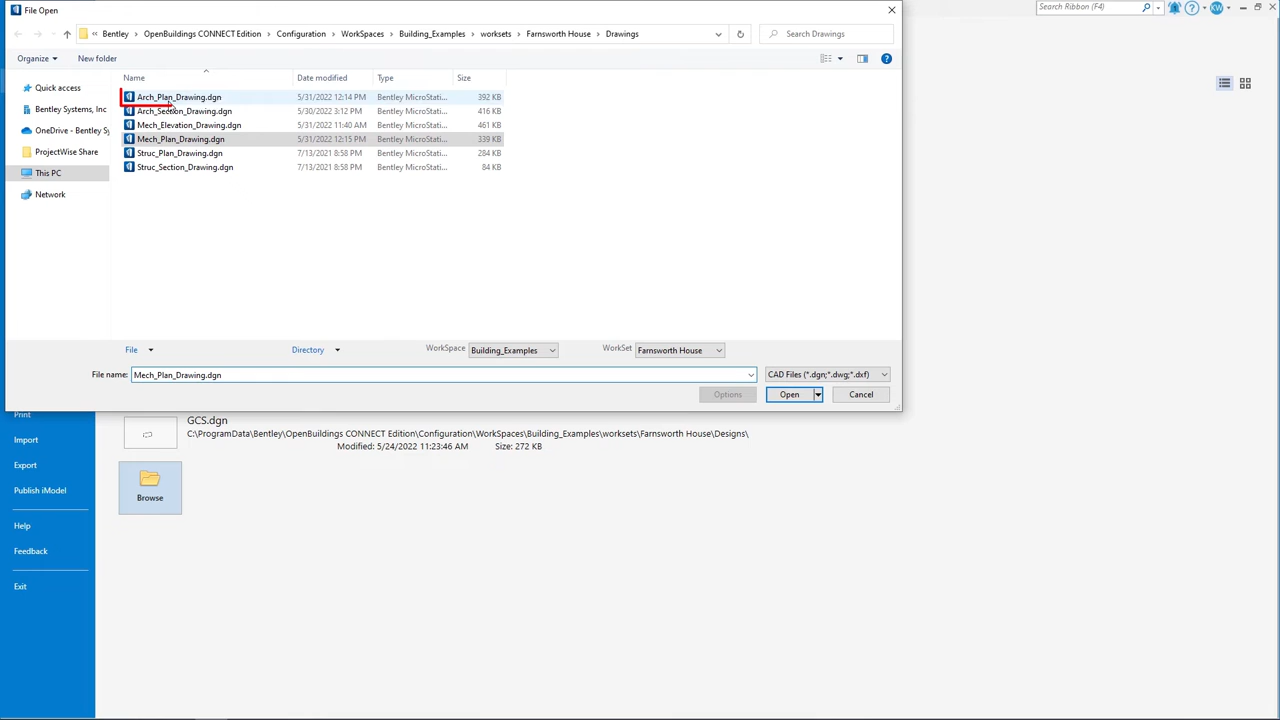 File Open
Search Ribbon (F4)
KW
« Bentley > OpenBuildings CONNECT Edition > Configuration > WorkSpaces > Building_Examples > worksets > Farnsworth House > Drawings
Search Drawings
Organize
New folder
Name
Date modified
Type
Size
Quick access
Bentley Systems, Inc
OneDrive - Bentley Sy
ProjectWise Share
This PC
Network
Arch_Plan_Drawing.dgn 5/31/2022 12:14 PM Bentley MicroStati... 392 KB
Arch_Section_Drawing.dgn 5/30/2022 3:12 PM Bentley MicroStati... 416 KB
Mech_Elevation_Drawing.dgn 5/31/2022 11:40 AM Bentley MicroStati... 461 KB
Mech_Plan_Drawing.dgn 5/31/2022 12:15 PM Bentley MicroStati... 339 KB
Struc_Plan_Drawing.dgn 7/13/2021 8:58 PM Bentley MicroStati... 284 KB
Struc_Section_Drawing.dgn 7/13/2021 8:58 PM Bentley MicroStati... 84 KB
File
Directory
WorkSpace Building_Examples
WorkSet Farnsworth House
File name: Mech_Plan_Drawing.dgn
CAD Files (*.dgn;*.dwg;*.dxf)
Options
Open
Cancel
Print
Import
Export
Publish iModel
Help
Feedback
Exit
GCS.dgn
C:\ProgramData\Bentley\OpenBuildings CONNECT Edition\Configuration\WorkSpaces\Building_Examples\worksets\Farnsworth House\Designs\
Modified: 5/24/2022 11:23:46 AM Size: 272 KB
Browse